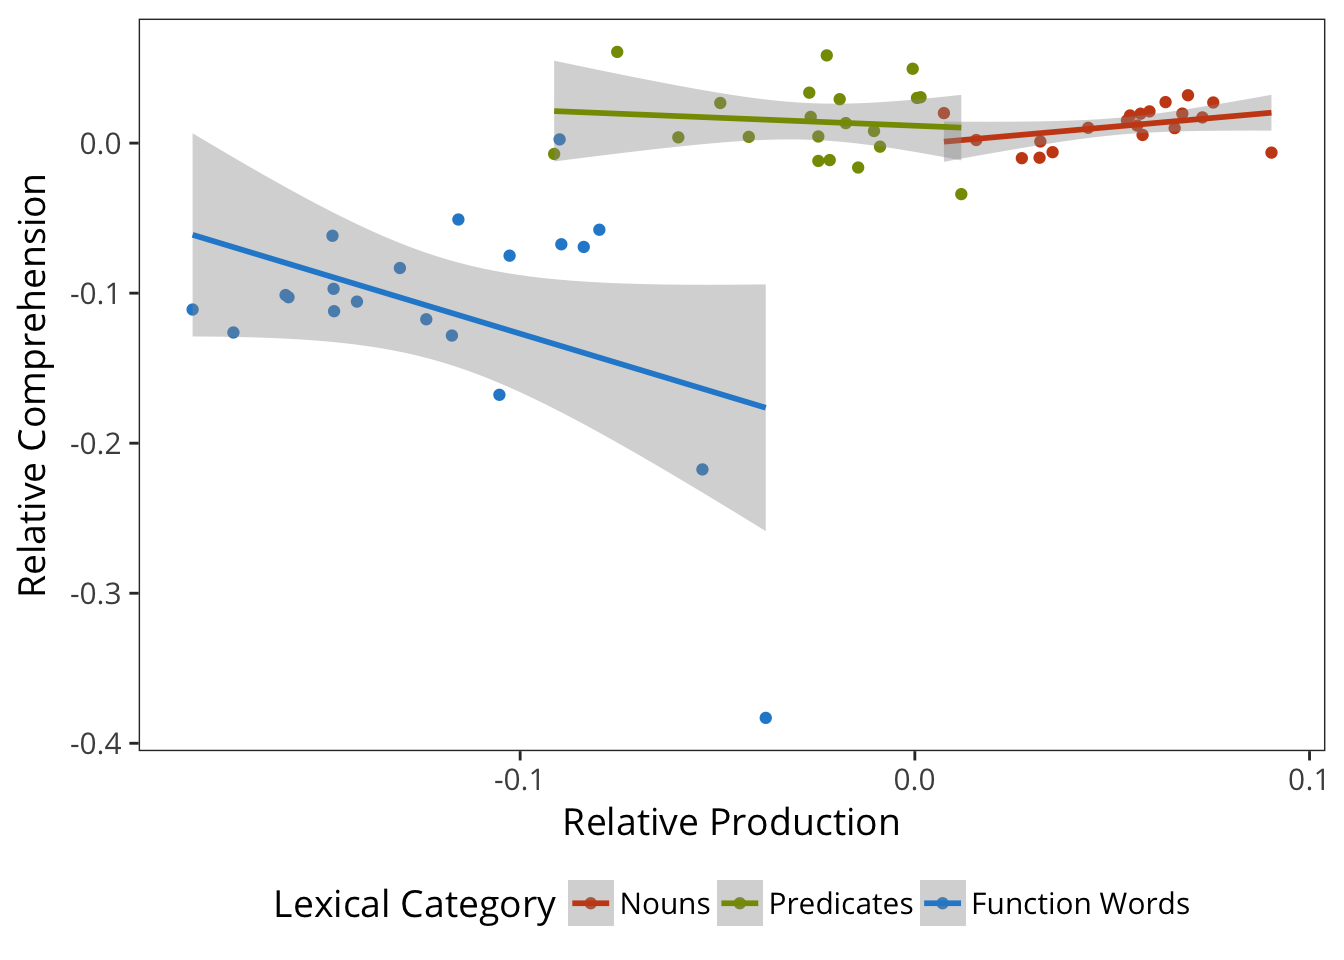 Relative Comprehension
0.0
-0.1
-0.2
-0.3
-0.4
-0.1 0.0 0.1
Relative Production
Lexical Category Nouns Predicates Function Words